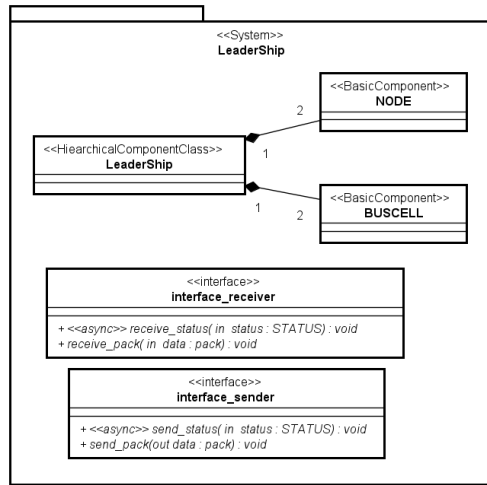 <<System>>
LeaderShip
<<BasicComponent>>
NODE
2
<<HiearchicalComponentClass>>
LeaderShip
1
1
2
<<BasicComponent>>
BUSCELL
<<interface>>
interface_receiver
+ <<async>> receive_status( in status : STATUS) : void
+ receive_pack( in data : pack) : void
<<interface>>
interface_sender
+ <<async>> send_status( in status : STATUS) : void
+ send_pack(out data : pack) : void